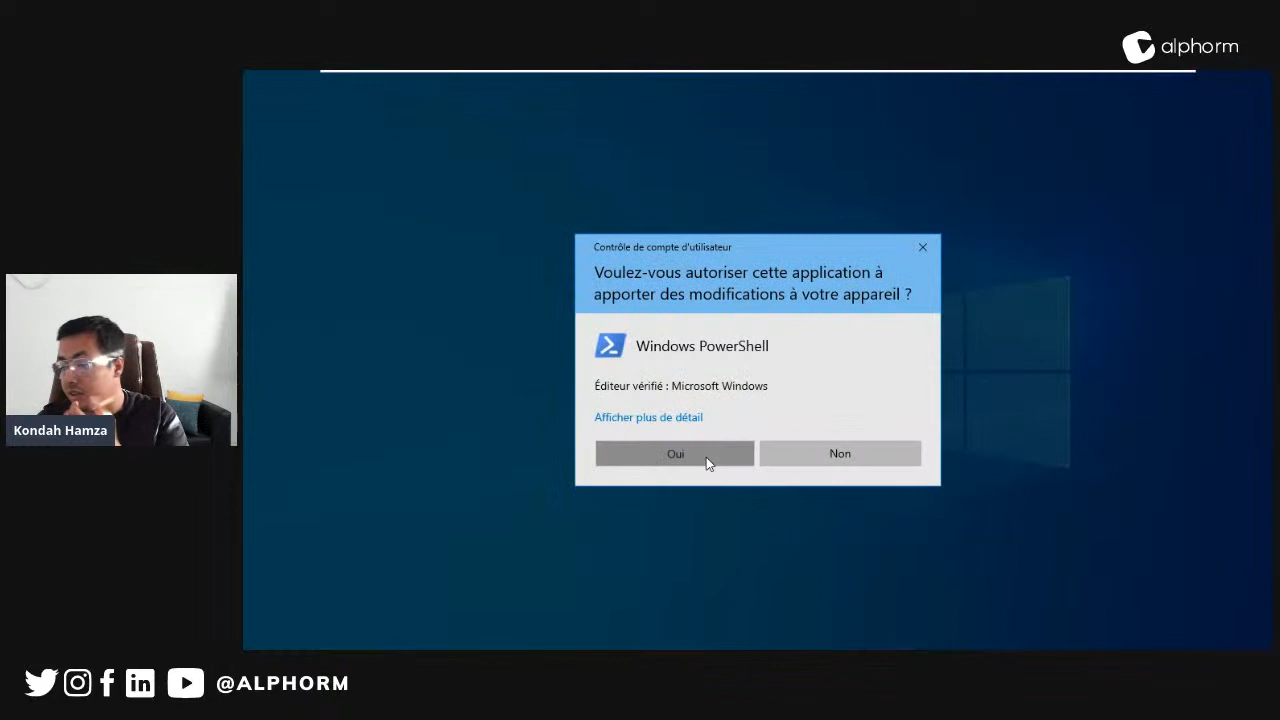 alphorm
Contrôle de compte d'utilisateur
Voulez-vous autoriser cette application à
apporter des modifications à votre appareil ?
Windows PowerShell
Éditeur vérifié : Microsoft Windows
Afficher plus de détail
Oui
Non
Kondah Hamza
@ALPHORM